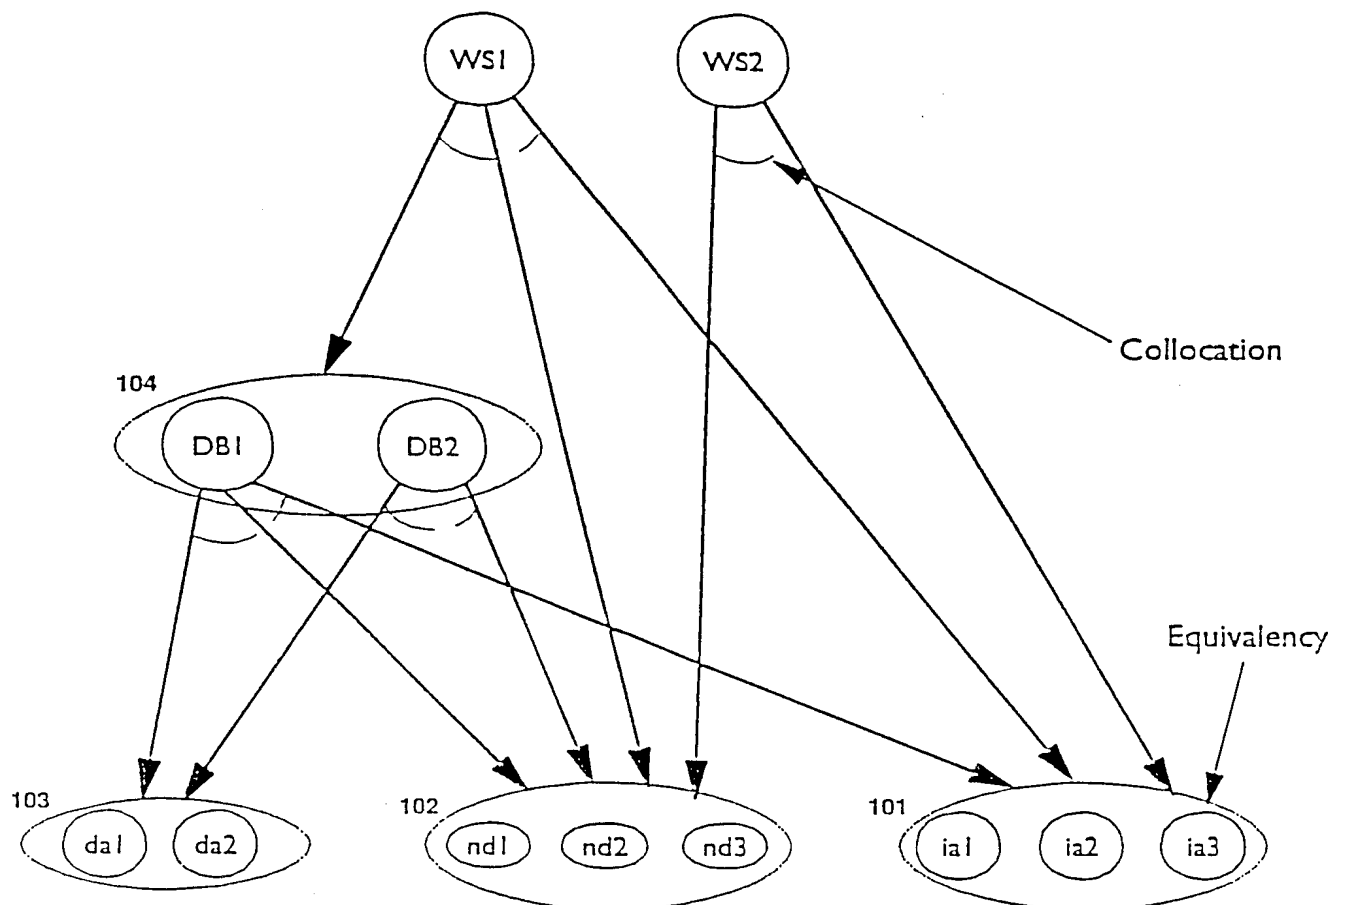 WS1
WS2
Collocation
104
DB1
DB2
Equivalency
103
102
101
da1
da2
nd1
nd2
nd3
ia1
ia2
ia3